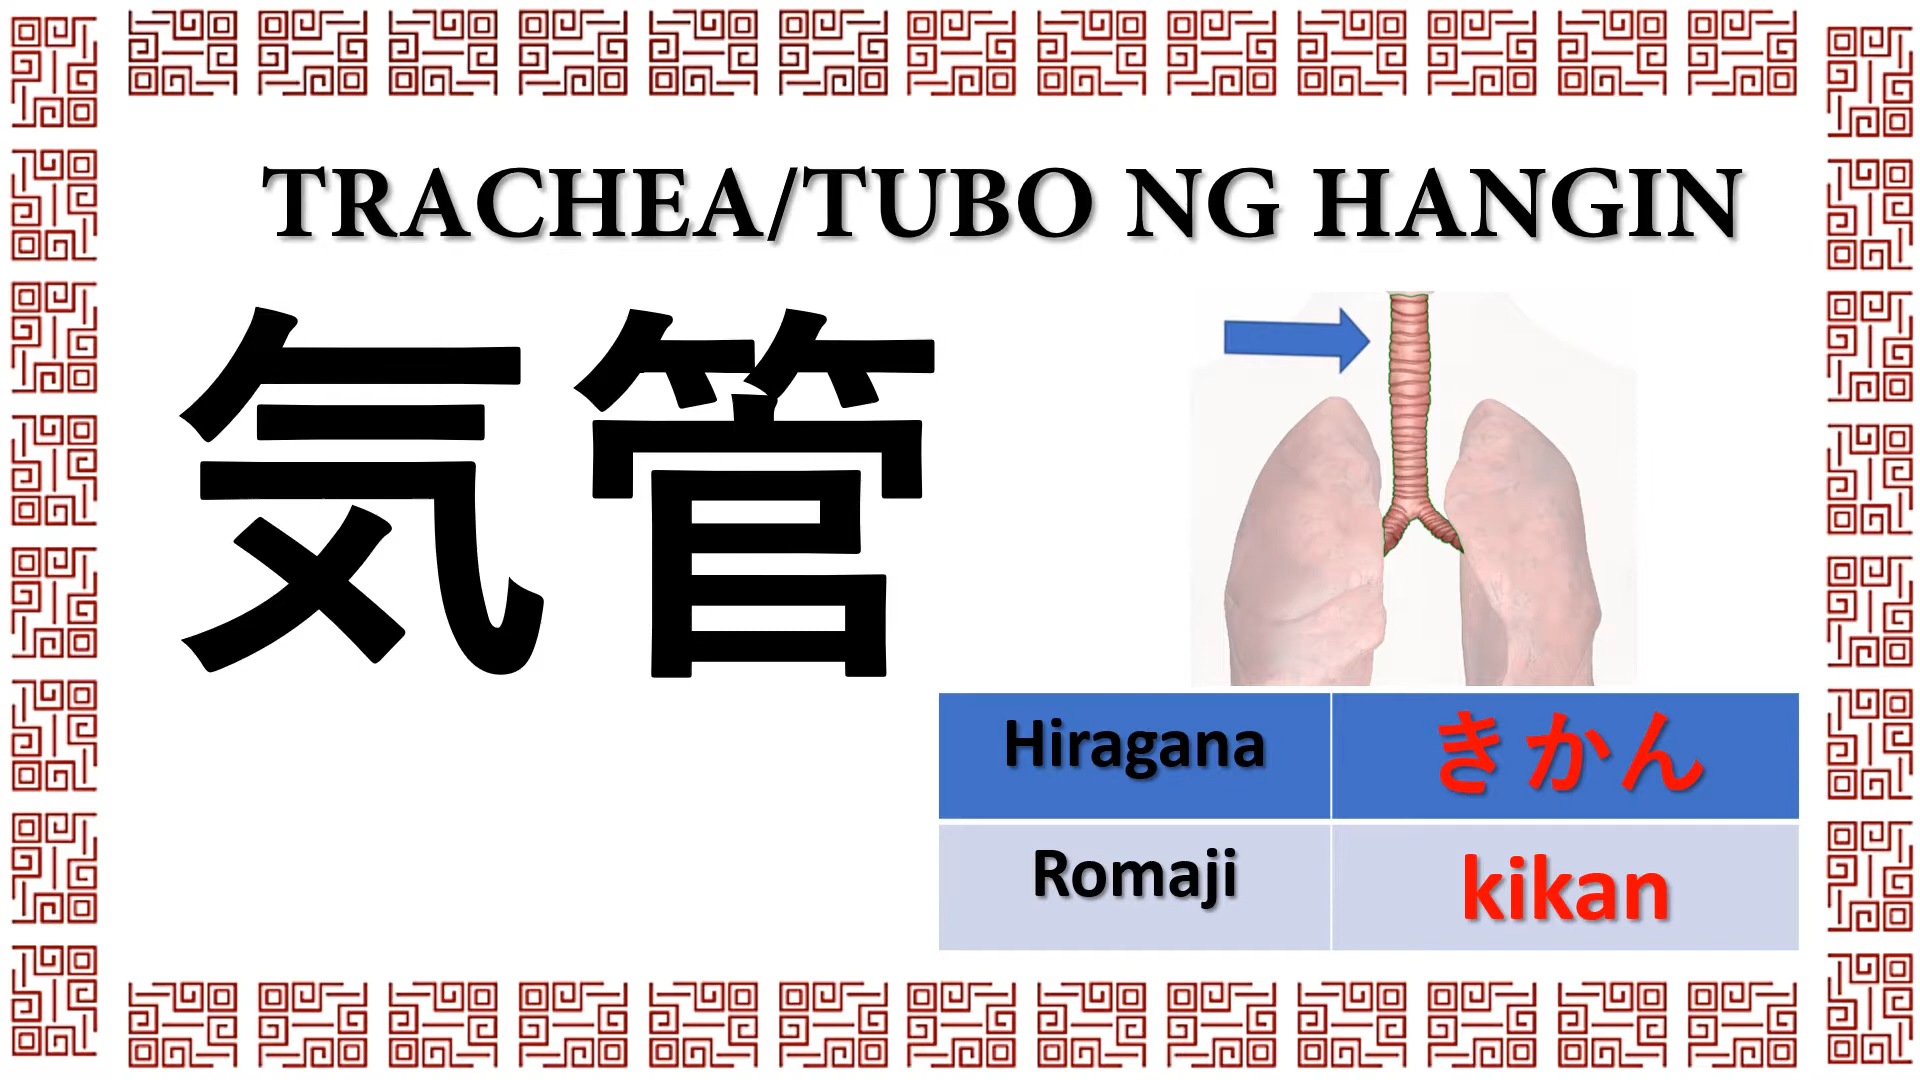 TRACHEA/TUBO NG HANGIN
気管
Hiragana きかん
Romaji kikan